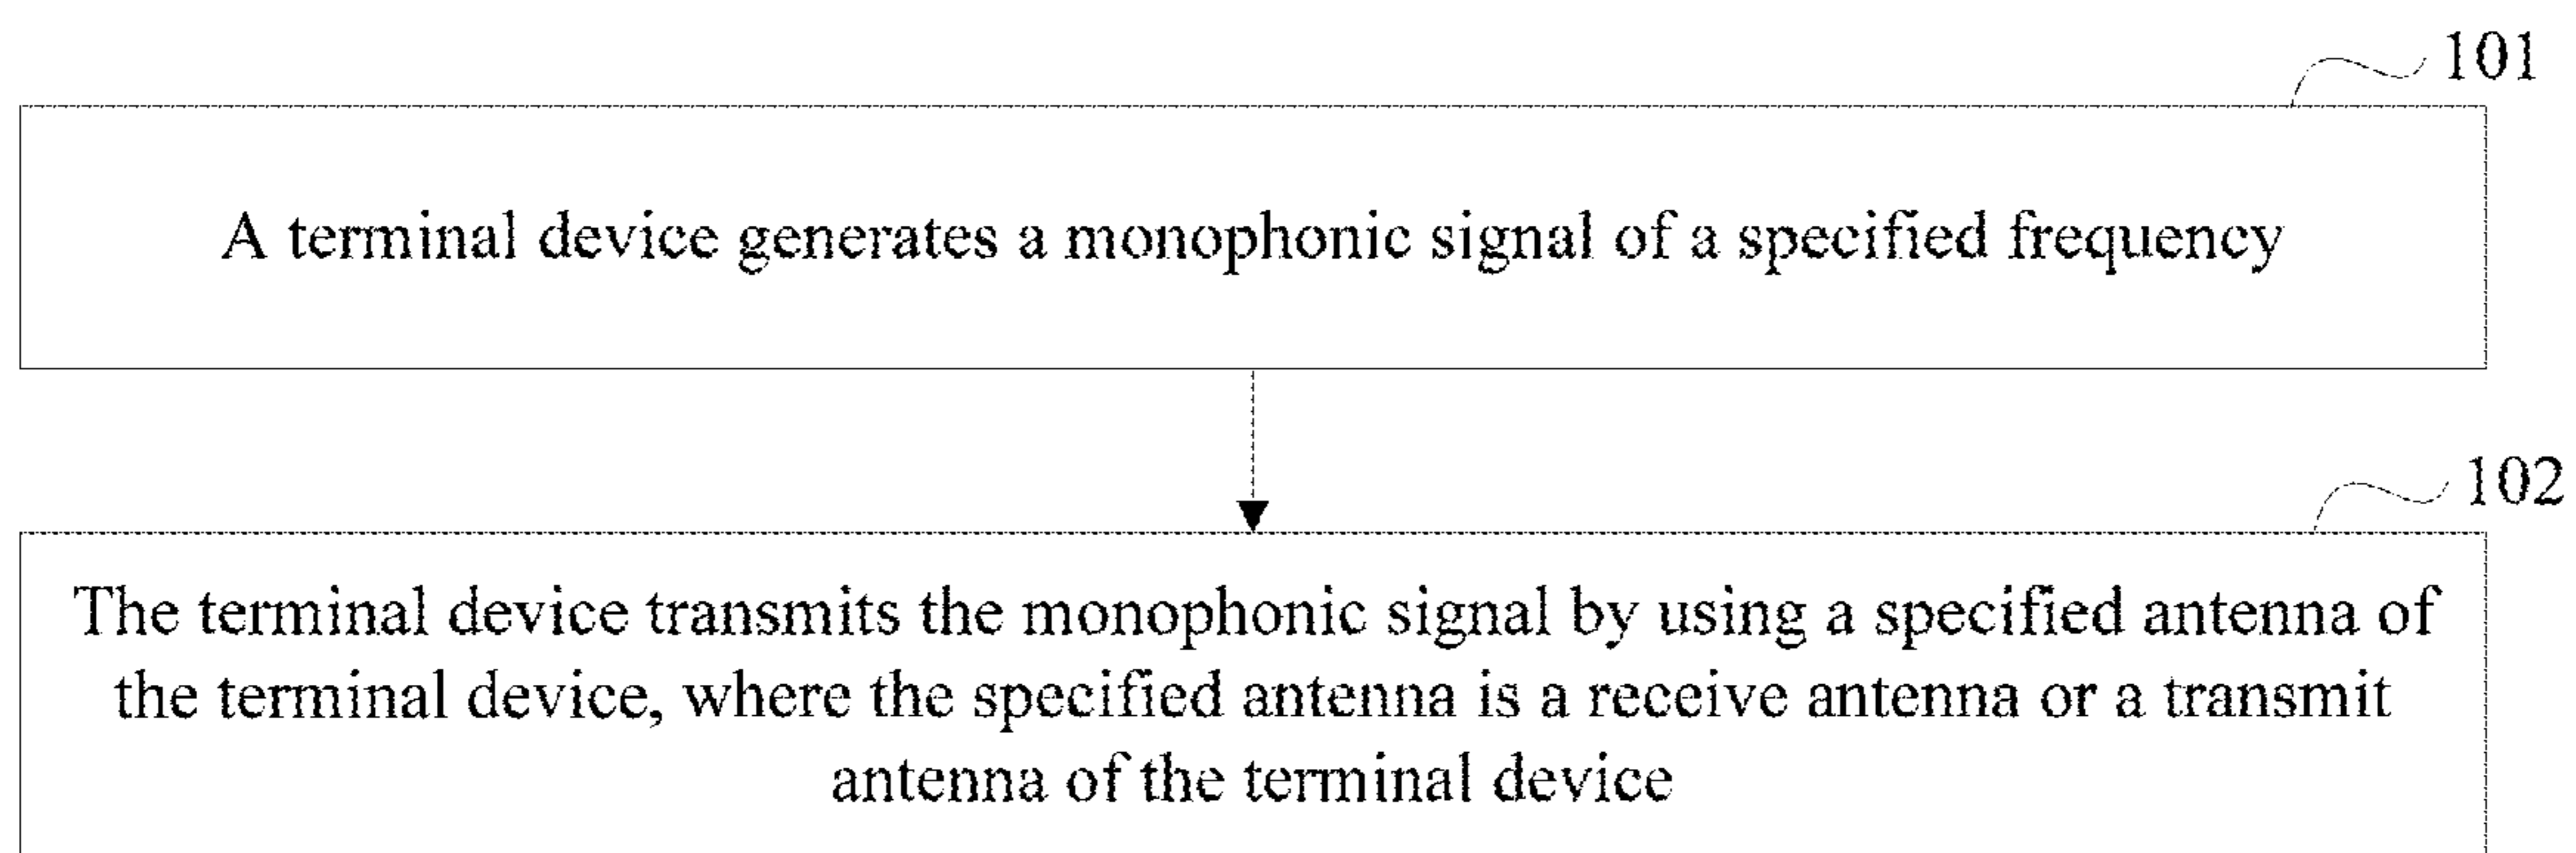 101
A terminal device generates a monophonic signal of a specified frequency
102
The terminal device transmits the monophonic signal by using a specified antenna of
the terminal device, where the specified antenna is a receive antenna or a transmit
antenna of the terminal device